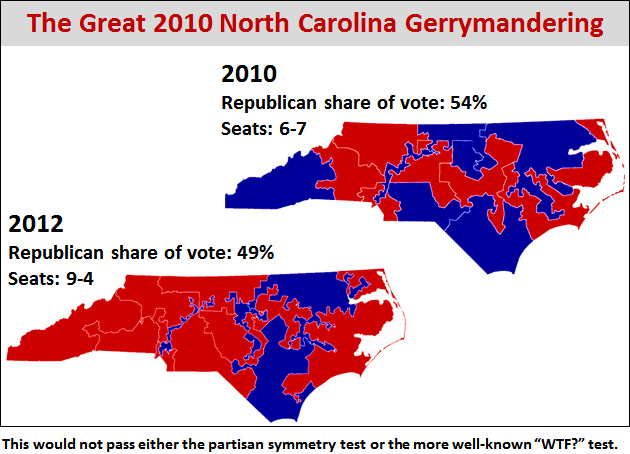 The Great 2010 North Carolina Gerrymandering
2010
Republican share of vote: 54%
Seats: 6-7
2012
Republican share of vote: 49%
Seats: 9-4
This would not pass either the partisan symmetry test or the more well-known “WTF?” test.